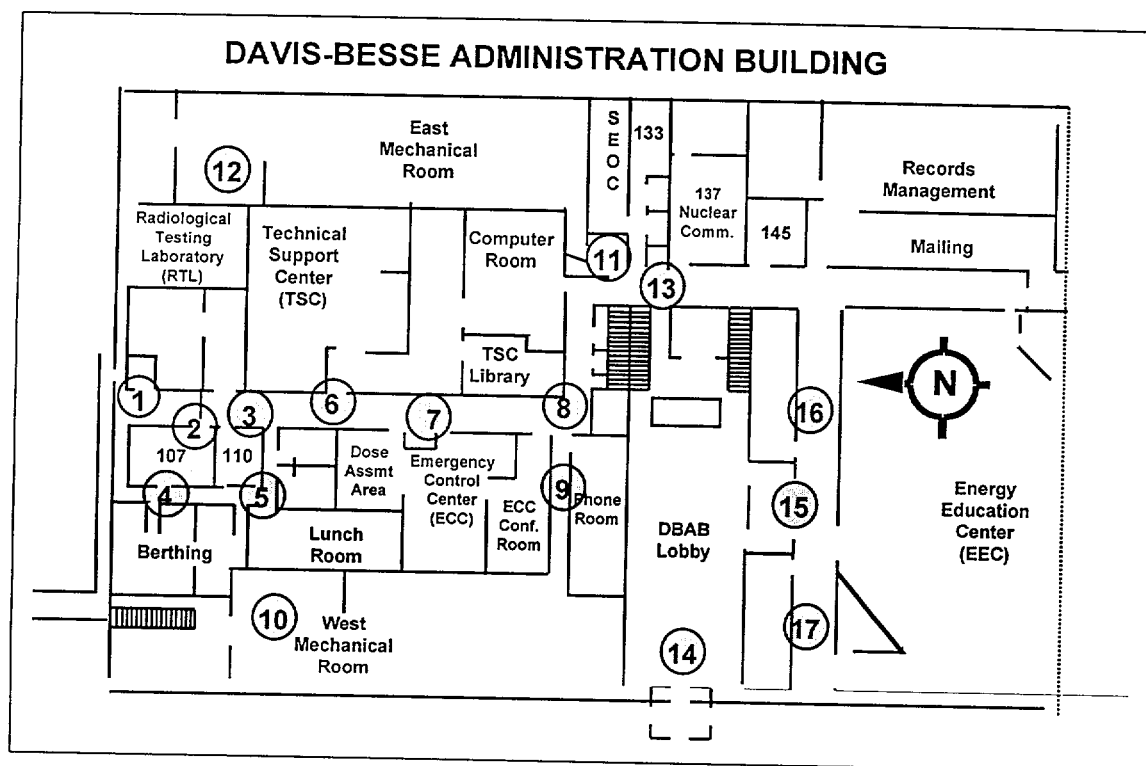 DAVIS-BESSE ADMINISTRATION BUILDING
East
Mechanical
Room
S
E
O
C
133
12
Radiological
Testing
Laboratory
(RTL)
Technical
Support
Center
(TSC)
Computer
Room
11
137
Nuclear
Comm.
145
Records
Management
Mailing
13
TSC
Library
N
1
2
3
6
7
8
16
107
110
Dose
Assmt
Area
Emergency
Control
Center
(ECC)
4
5
9
ECC
Conf.
Room
Phone
Room
15
Energy
Education
Center
(EEC)
Berthing
Lunch
Room
DBAB
Lobby
10
West
Mechanical
Room
14
17